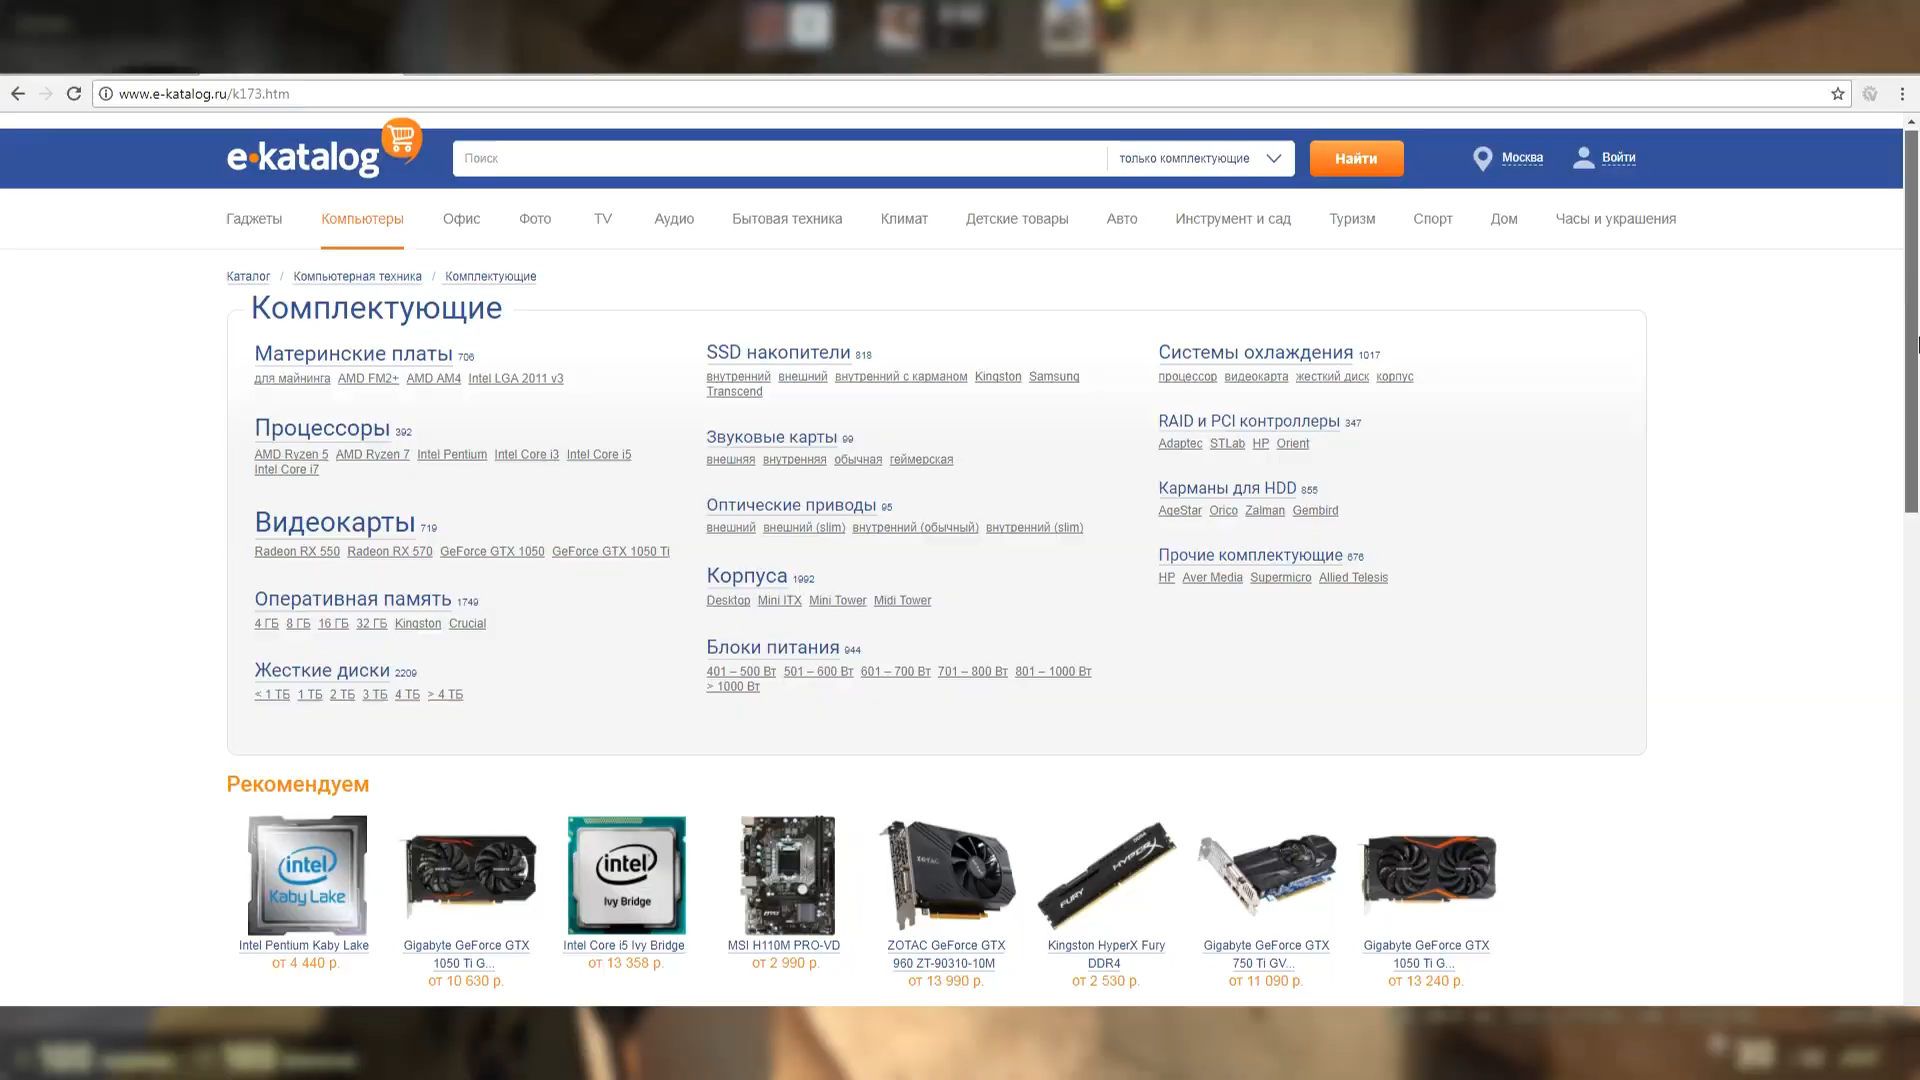 www.e-katalog.ru/k173.htm
e-katalog
Поиск
только комплектующие
Найти
Москва
Войти
Гаджеты Компьютеры Офис Фото TV Аудио Бытовая техника Климат Детские товары Авто Инструмент и сад Туризм Спорт Дом Часы и украшения
Каталог / Компьютерная техника / Комплектующие
Комплектующие
Материнские платы 706
для майнинга AMD FM2+ AMD AM4 Intel LGA 2011 v3
Процессоры 392
AMD Ryzen 5 AMD Ryzen 7 Intel Pentium Intel Core i3 Intel Core i5
Intel Core i7
Видеокарты 719
Radeon RX 550 Radeon RX 570 GeForce GTX 1050 GeForce GTX 1050 Ti
Оперативная память 1749
4 ГБ 8 ГБ 16 ГБ 32 ГБ Kingston Crucial
Жесткие диски 2209
< 1 ТБ 1 ТБ 2 ТБ 3 ТБ 4 ТБ > 4 ТБ
SSD накопители 818
внутренний внешний внутренний с карманом Kingston Samsung
Transcend
Звуковые карты 99
внешняя внутренняя обычная геймерская
Оптические приводы 95
внешний внешний (slim) внутренний (обычный) внутренний (slim)
Корпуса 1992
Desktop Mini ITX Mini Tower Midi Tower
Блоки питания 944
401 – 500 Вт 501 – 600 Вт 601 – 700 Вт 701 – 800 Вт 801 – 1000 Вт
> 1000 Вт
Системы охлаждения 1017
процессор видеокарта жесткий диск корпус
RAID и PCI контроллеры 347
Adaptec STLab HP Orient
Карманы для HDD 855
AgeStar Orico Zalman Gembird
Прочие комплектующие 676
HP Aver Media Supermicro Allied Telesis
Рекомендуем
intel
Kaby Lake
intel
Ivy Bridge
ZOTAC
FURY HYPERX
Intel Pentium Kaby Lake
от 4 440 р.
Gigabyte GeForce GTX
1050 Ti G...
от 10 630 р.
Intel Core i5 Ivy Bridge
от 13 358 р.
MSI H110M PRO-VD
от 2 990 р.
ZOTAC GeForce GTX
960 ZT-90310-10M
от 13 990 р.
Kingston HyperX Fury
DDR4
от 2 530 р.
Gigabyte GeForce GTX
750 Ti GV...
от 11 090 р.
Gigabyte GeForce GTX
1050 Ti G...
от 13 240 р.